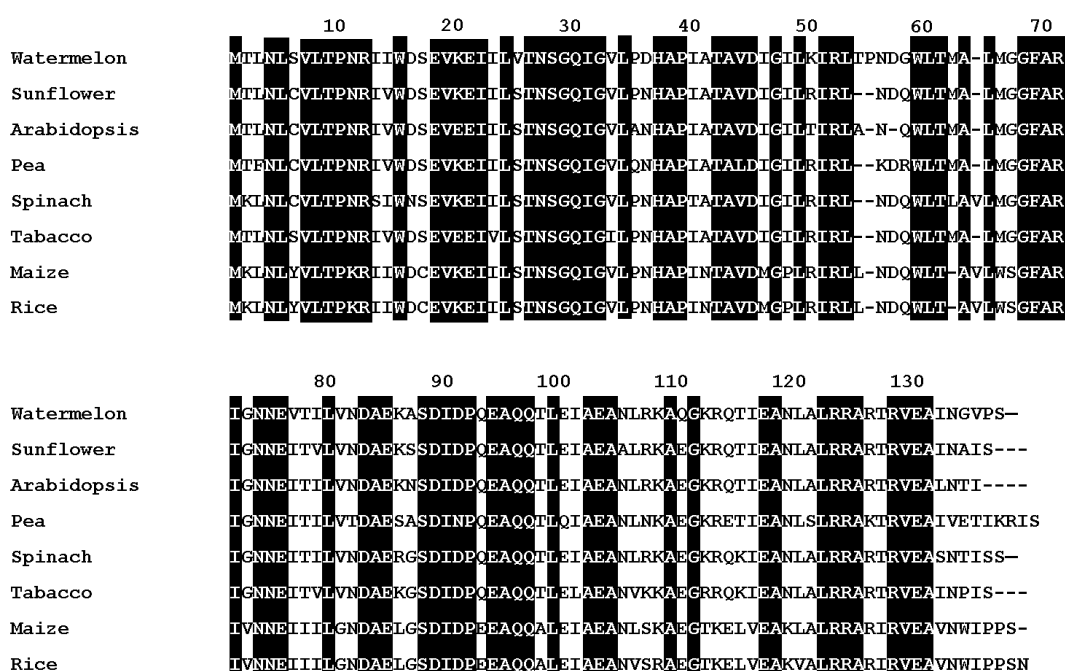 10 20 30 40 50 60 70
Watermelon MTLNLSVLTPNRIIWDSEVKEIILVTNSGQIGVLPDHAPIATAVDIGILKIRLTPNDGWLTMA-LMGGFAR
Sunflower MTLNLCVLTPNRIVWDSEVKEIILSTNSGQIGVLPNHAPIATAVDIGILRIRL--NDQWLTMA-LMGGFAR
Arabidopsis MTLNLCVLTPNRIVWDSEVEEIILSTNSGQIGVLANHAPIATAVDIGILTIRLA-N-QWLTMA-LMGGFAR
Pea MTFNLCVLTPNRIVWDSEVKEIILSTNSGQIGVLQNHAPIATALDIGILRIRL--KDRWLTMA-LMGGFAR
Spinach MKLNLCVLTPNRSIWNSEVKEIILSTNSGQIGVLPNHAPTATAVDIGILRIRL--NDQWLTLAVLMGGFAR
Tabacco MTLNLSVLTPNRIVWDSEVEEIVLSTNSGQIGILPNHAPIATAVDIGILRIRL--NDQWLTMA-LMGGFAR
Maize MKLNLYVLTPKRIIWDCEVKEIILSTNSGQIGVLPNHAPINTAVDMGPLRIRLL-NDQWLT-AVLWSGFAR
Rice MKLNLYVLTPKRIIWDCEVKEIILSTNSGQIGVLPNHAPINTAVDMGPLRIRLL-NDQWLT-AVLWSGFAR
80 90 100 110 120 130
Watermelon IGNNEVTILVNDAEKASDIDPQEAQQTLEIAEANLRKAQGKRQTIEANLALRRARTRVEAINGVPS-
Sunflower IGNNEITVLVNDAEKSSDIDPQEAQQTLEIAEAALRKAEGKRQTIEANLALRRARTRVEAINAIS---
Arabidopsis IGNNEITILVNDAEKNSDIDPQEAQQTLEIAEANLRKAEGKRQTIEANLALRRARTRVEALNTI----
Pea IGNNEITILVTDAESASDINPQEAQQTLQIAEANLNKAEGKRETIEANLSLRRAKTRVEAIVETIKRIS
Spinach IGNNEITILVNDAERGSDIDPQEAQQTLEIAEANLRKAEGKRQKIEANLALRRARTRVEASNTISS-
Tabacco IGNNEITVLVNDAEKGSDIDPQEAQQTLELAEANVKKAEGRRQKIEANLALRRARTRVEAINPIS---
Maize IVNNEIIILGNDAELGSDIDPEEAQQALEIAEANLSKAEGTKELVEAKLALRRARIRVEAVNWIPPS-
Rice IVNNEIIILGNDAELGSDIDPEEAQQALEIAEANVSRAEGTKELVEAKVALRRARIRVEAVNWIPPSN